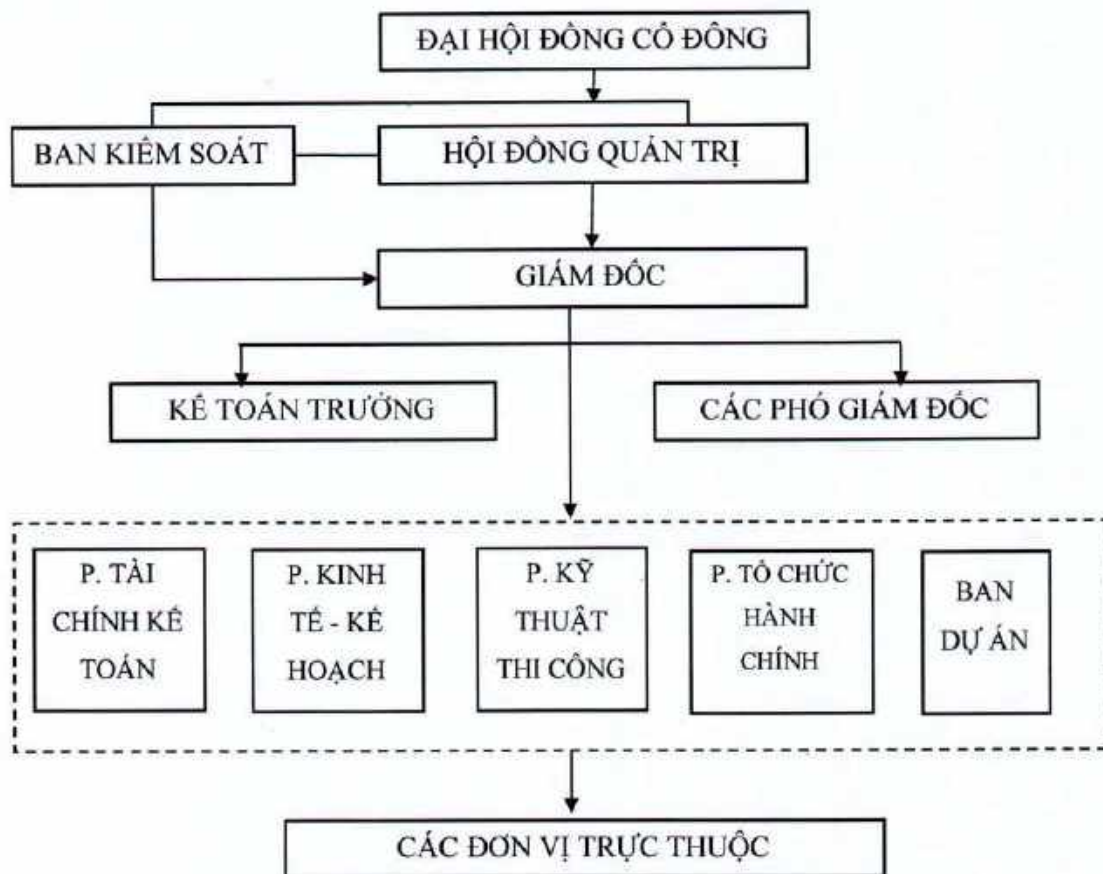 ĐẠI HỘI ĐỒNG CỔ ĐÔNG
BAN KIỂM SOÁT
HỘI ĐỒNG QUẢN TRỊ
GIÁM ĐỐC
KẾ TOÁN TRƯỞNG
CÁC PHÓ GIÁM ĐỐC
P. TÀI
CHÍNH KẾ
TOÁN
P. KINH
TẾ - KẾ
HOẠCH
P. KỸ
THUẬT
THI CÔNG
P. TỔ CHỨC
HÀNH
CHÍNH
BAN
DỰ ÁN
CÁC ĐƠN VỊ TRỰC THUỘC